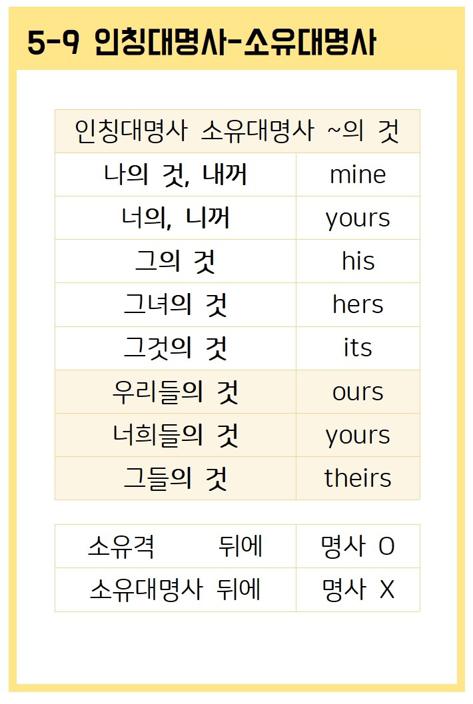 5-9 인칭대명사-소유대명사
인칭대명사 소유대명사 ~의 것
나의 것, 내꺼 mine
너의, 니꺼 yours
그의 것 his
그녀의 것 hers
그것의 것 its
우리들의 것 ours
너희들의 것 yours
그들의 것 theirs
소유격 뒤에 명사 O
소유대명사 뒤에 명사 X